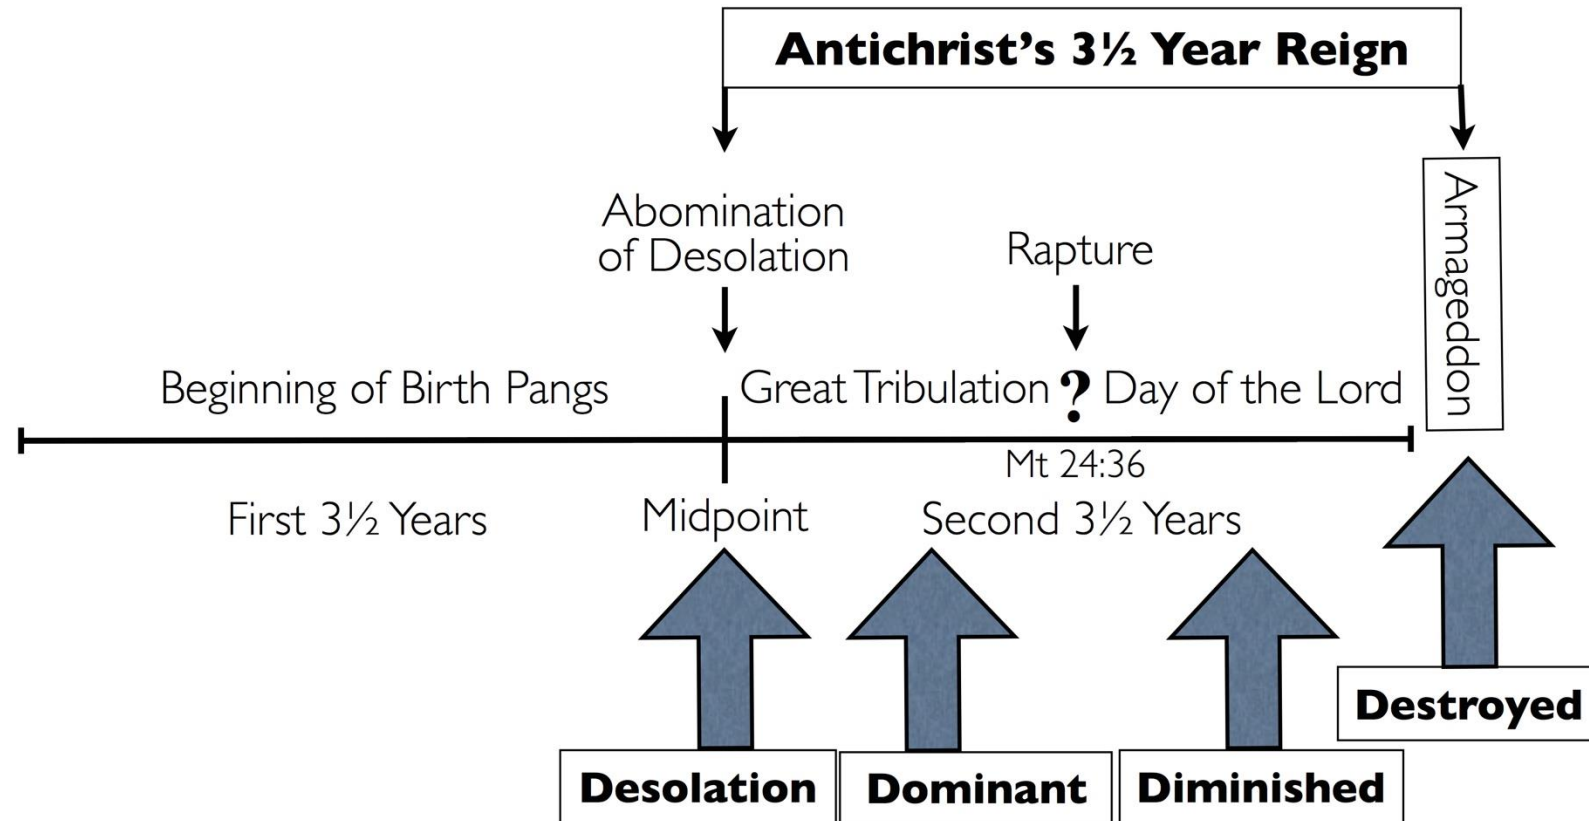 Antichrist’s 3½ Year Reign
Abomination
of Desolation
Rapture
Armageddon
Beginning of Birth Pangs
Great Tribulation ? Day of the Lord
Mt 24:36
First 3½ Years
Midpoint
Second 3½ Years
Destroyed
Desolation
Dominant
Diminished